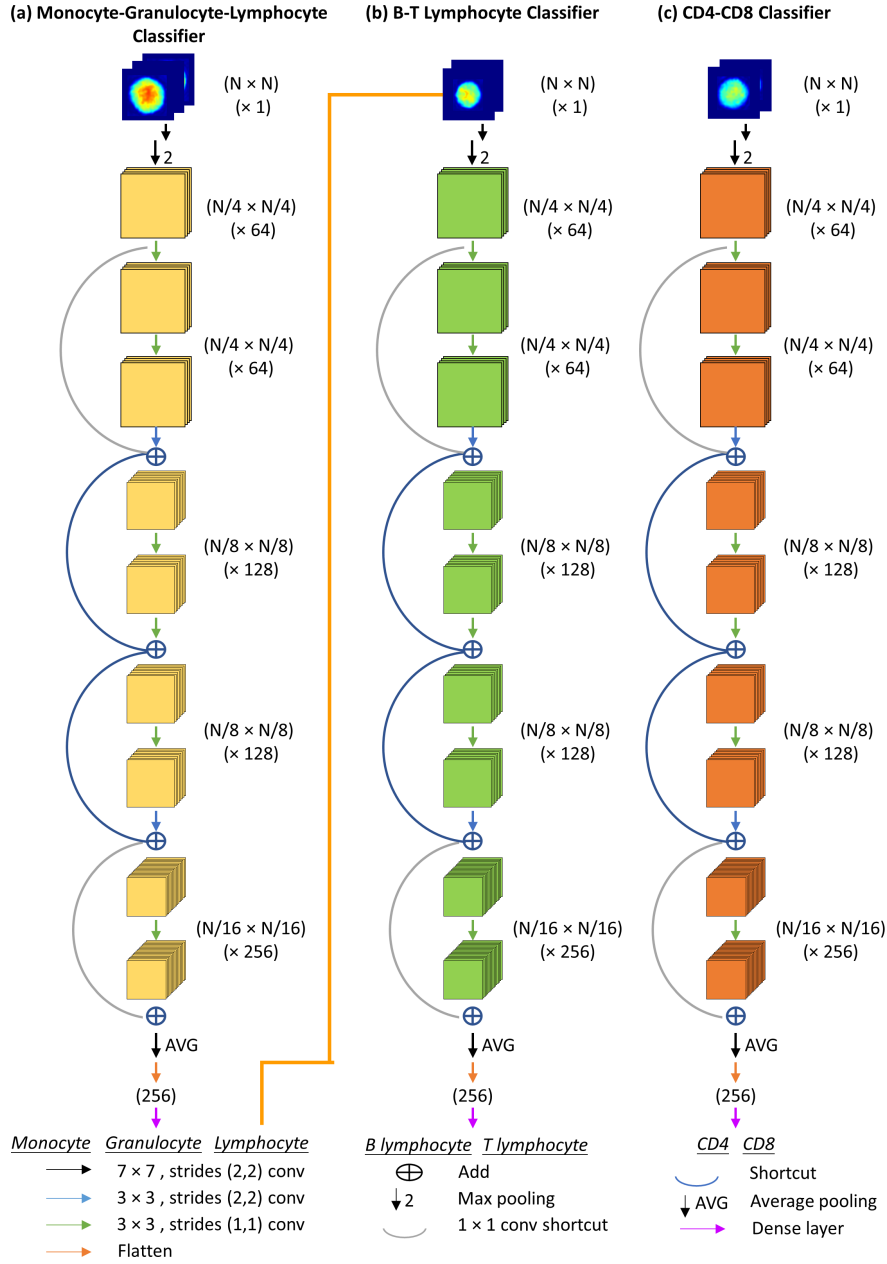 (a) Monocyte-Granulocyte-Lymphocyte
Classifier
(N × N)
(× 1)
2
(N/4 × N/4)
(× 64)
(N/4 × N/4)
(× 64)
(N/8 × N/8)
(× 128)
(N/8 × N/8)
(× 128)
(N/16 × N/16)
(× 256)
AVG
(256)
Monocyte Granulocyte Lymphocyte
(b) B-T Lymphocyte Classifier
(N × N)
(× 1)
2
(N/4 × N/4)
(× 64)
(N/4 × N/4)
(× 64)
(N/8 × N/8)
(× 128)
(N/8 × N/8)
(× 128)
(N/16 × N/16)
(× 256)
AVG
(256)
B lymphocyte T lymphocyte
(c) CD4-CD8 Classifier
(N × N)
(× 1)
2
(N/4 × N/4)
(× 64)
(N/4 × N/4)
(× 64)
(N/8 × N/8)
(× 128)
(N/8 × N/8)
(× 128)
(N/16 × N/16)
(× 256)
AVG
(256)
CD4 CD8
7 × 7 , strides (2,2) conv
3 × 3 , strides (2,2) conv
3 × 3 , strides (1,1) conv
Flatten
Add
2 Max pooling
1 × 1 conv shortcut
Shortcut
AVG Average pooling
Dense layer